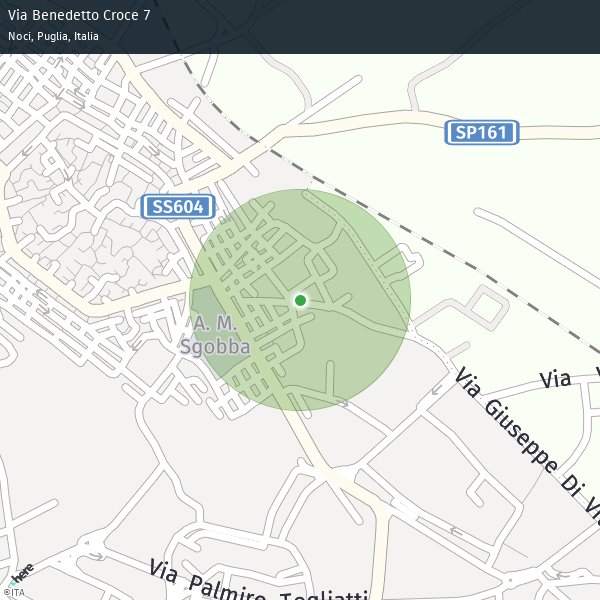 Via Benedetto Croce 7
Noci, Puglia, Italia
SP161
SS604
A. M.
Sgobba
Via
Via Giuseppe Di
Via Palmiro Togliatti
here
©ITA